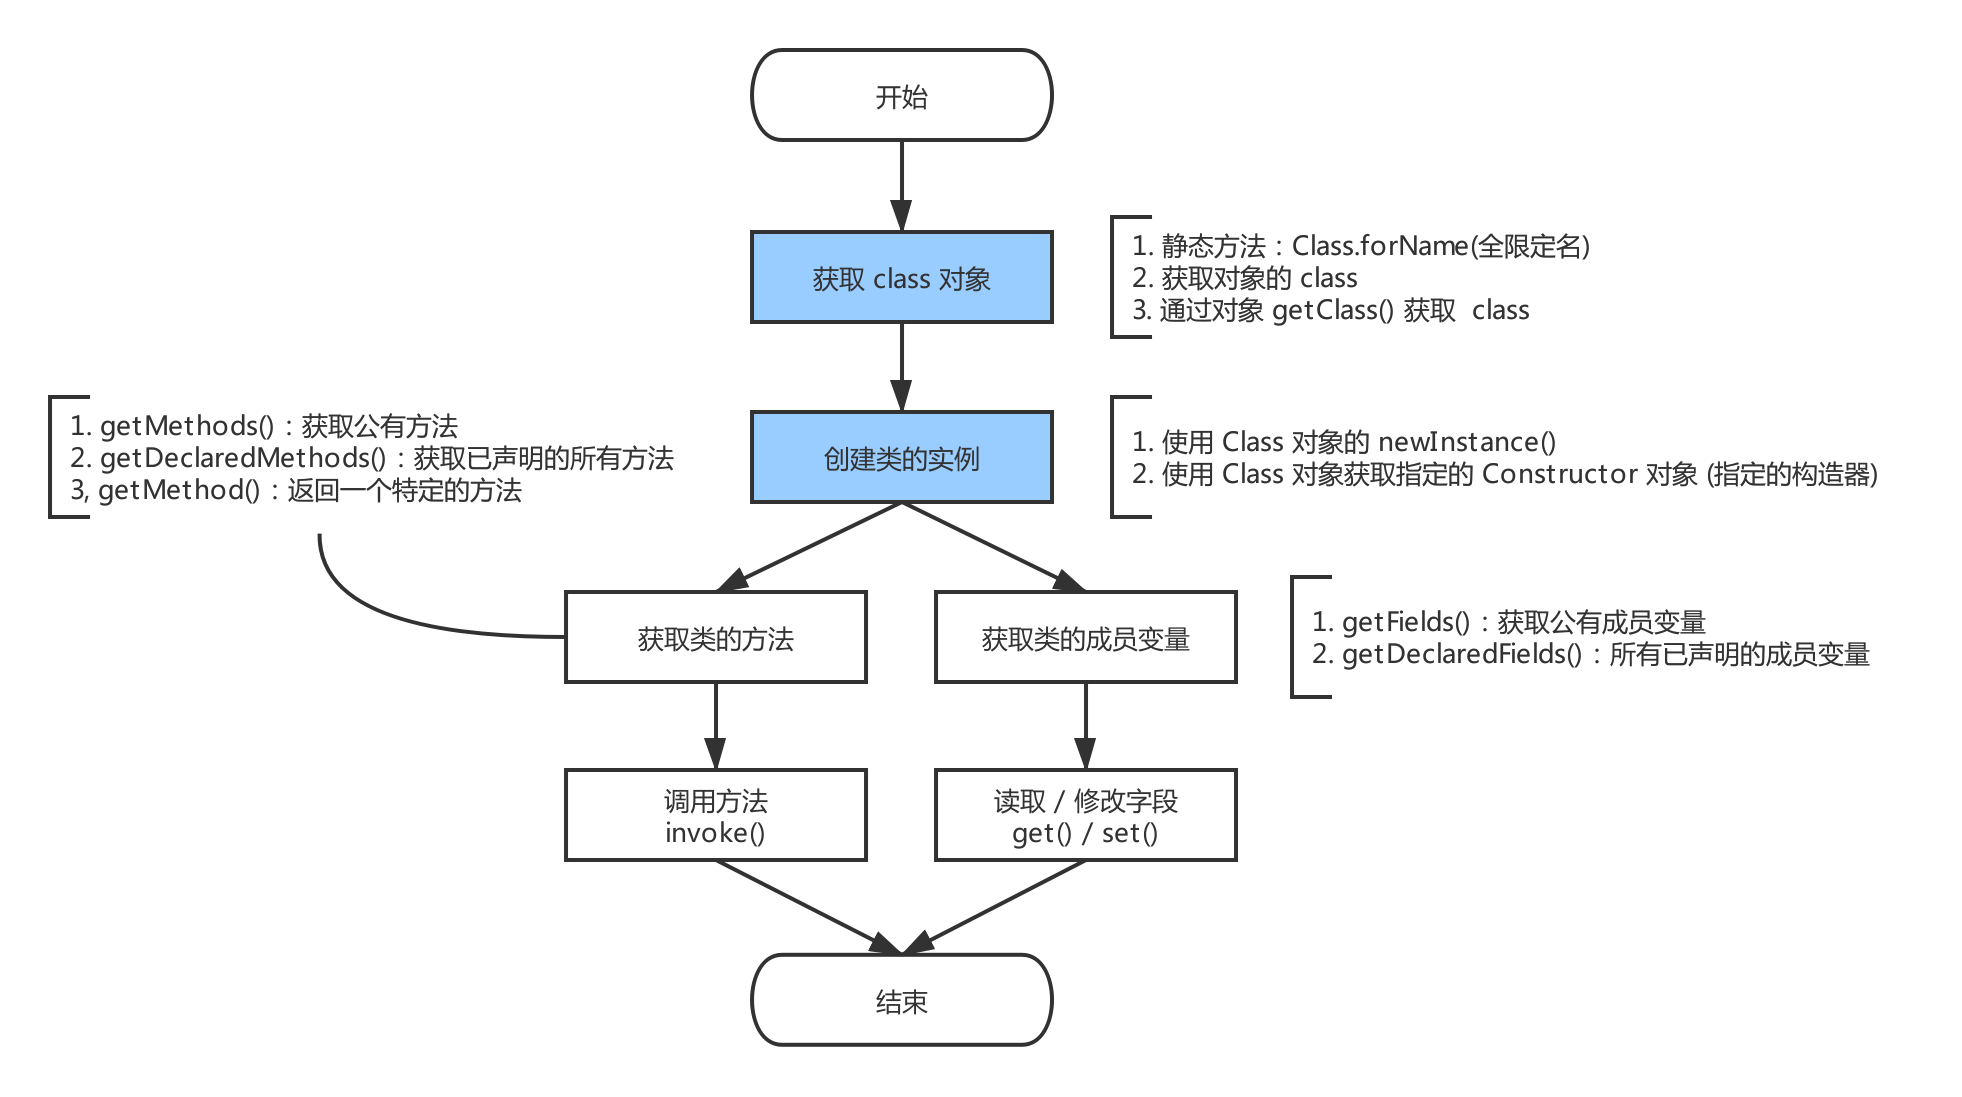 开始
获取 class 对象
1. 静态方法：Class.forName(全限定名)
2. 获取对象的 class
3. 通过对象 getClass() 获取  class
1. getMethods()：获取公有方法
2. getDeclaredMethods()：获取已声明的所有方法
3, getMethod()：返回一个特定的方法
创建类的实例
1. 使用 Class 对象的 newInstance()
2. 使用 Class 对象获取指定的 Constructor 对象 (指定的构造器)
获取类的方法
获取类的成员变量
1. getFields()：获取公有成员变量
2. getDeclaredFields()：所有已声明的成员变量
调用方法
invoke()
读取 / 修改字段
get() / set()
结束